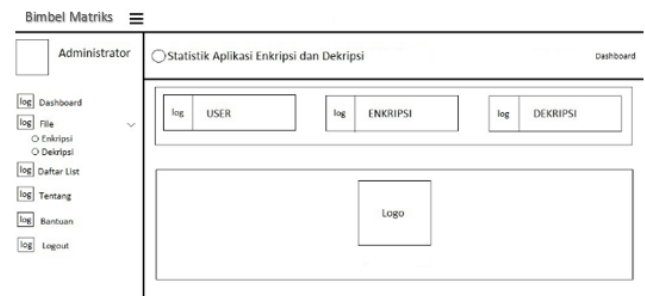 Bimbel Matriks
Administrator
Statistik Aplikasi Enkripsi dan Dekripsi
Dashboard
log Dashboard
log File
Enkripsi
Dekripsi
log Daftar List
log Tentang
log Bantuan
log Logout
log USER
log ENKRIPSI
log DEKRIPSI
Logo